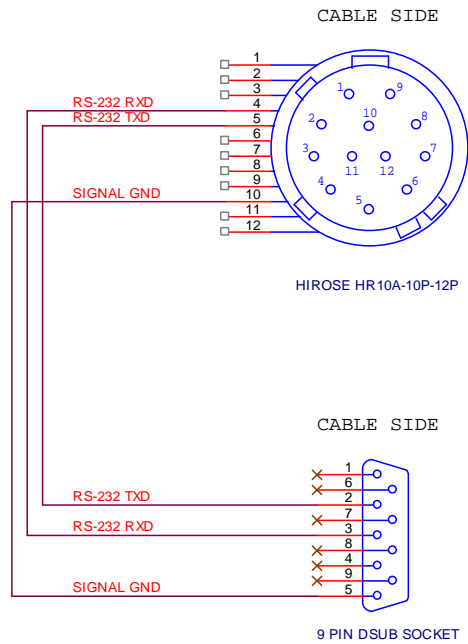 CABLE SIDE
1
2
3
RS-232 RXD 4
RS-232 TXD 5
6
7
8
9
SIGNAL GND 10
11
12
1 9
2 10 8
3 11 12 7
4 6
5
HIROSE HR10A-10P-12P
CABLE SIDE
1
6
RS-232 TXD 2
7
RS-232 RXD 3
8
4
9
SIGNAL GND 5
9 PIN DSUB SOCKET